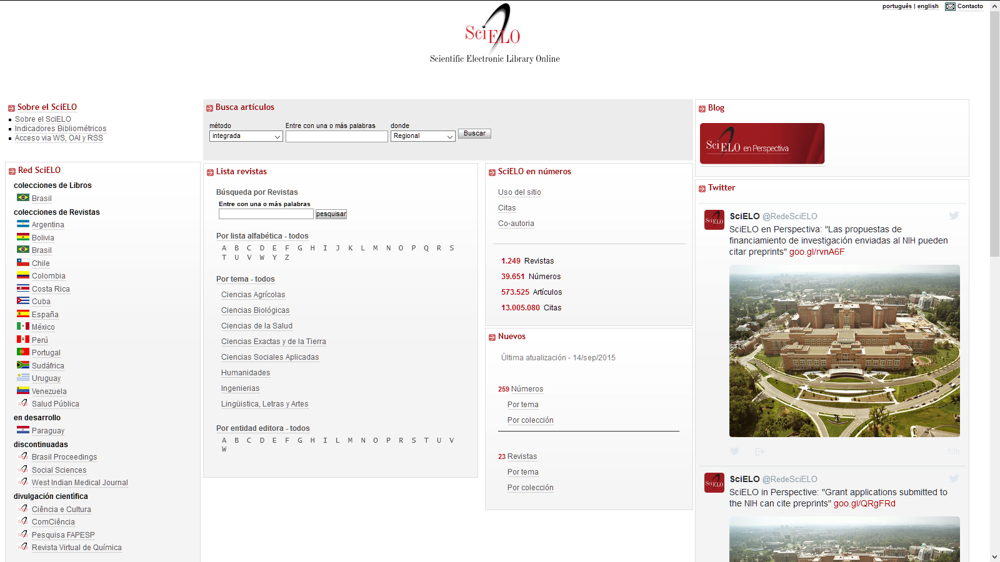 português | english Contacto
SciELO
Scientific Electronic Library Online
Sobre el SciELO
Sobre el SciELO
Indicadores Bibliométricos
Acceso via WS, OAI y RSS
Red SciELO
colecciones de Libros
Brasil
colecciones de Revistas
Argentina
Bolivia
Brasil
Chile
Colombia
Costa Rica
Cuba
España
México
Perú
Portugal
Sudáfrica
Uruguay
Venezuela
Salud Pública
en desarrollo
Paraguay
discontinuadas
Brasil Proceedings
Social Sciences
West Indian Medical Journal
divulgación científica
Ciência e Cultura
ComCiência
Pesquisa FAPESP
Revista Virtual de Química
Busca artículos
método Entre con una o más palabras donde
integrada Regional Buscar
Lista revistas
Búsqueda por Revistas
Entre con una o más palabras
pesquisar
Por lista alfabética - todos
A B C D E F G H I J K L M N O P Q R S
T U V W Y Z
Por tema - todos
Ciencias Agrícolas
Ciencias Biológicas
Ciencias de la Salud
Ciencias Exactas y de la Tierra
Ciencias Sociales Aplicadas
Humanidades
Ingenierias
Lingüistica, Letras y Artes
Por entidad editora - todos
A B C D E F G H I L M N O P R S T U V
W
SciELO en números
Uso del sitio
Citas
Co-autoria
1.249 Revistas
39.651 Números
573.525 Artículos
13.005.080 Citas
Nuevos
Última atualización - 14/sep/2015
259 Números
Por tema
Por colección
23 Revistas
Por tema
Por colección
Blog
SciELO en Perspectiva
Twitter
SciELO @RedeSciELO
SciELO en Perspectiva: "Las propuestas de
financiamiento de investigación enviadas al NIH pueden
citar preprints" goo.gl/rvnA6F
13h
SciELO @RedeSciELO
SciELO in Perspective: "Grant applications submitted to
the NIH can cite preprints" goo.gl/QRgFRd